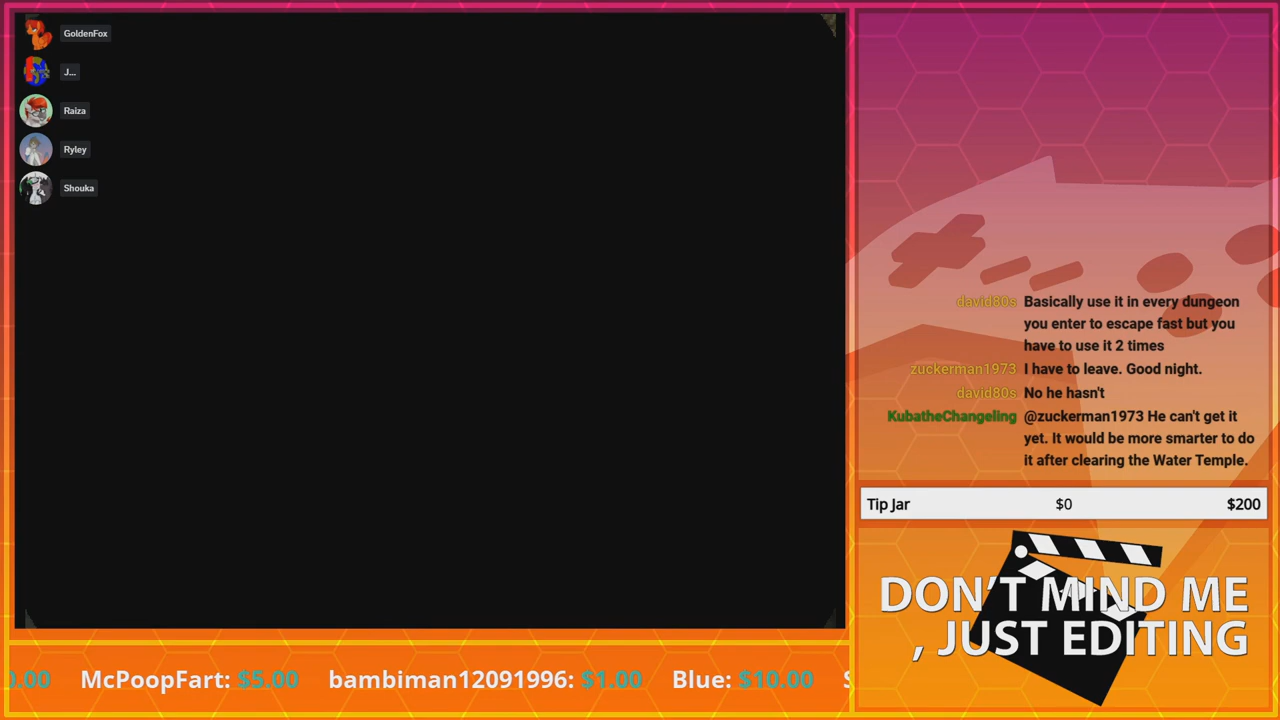 GoldenFox
J...
Raiza
Ryley
Shouka
david80s Basically use it in every dungeon
you enter to escape fast but you
have to use it 2 times
zuckerman1973 I have to leave. Good night.
david80s No he hasn't
KubatheChangeling @zuckerman1973 He can't get it
yet. It would be more smarter to do
it after clearing the Water Temple.
Tip Jar $0 $200
DON'T MIND ME
, JUST EDITING
0.00 McPoopFart: $5.00 bambiman12091996: $1.00 Blue: $10.00 S